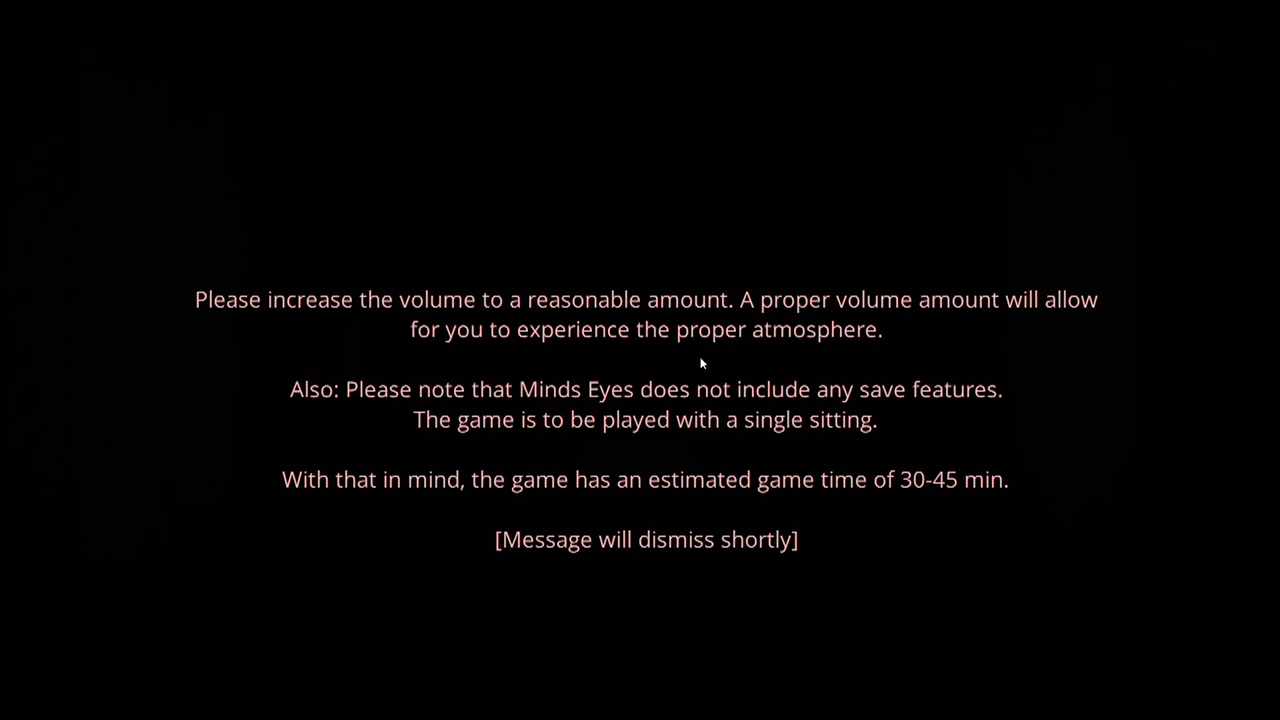 Please increase the volume to a reasonable amount. A proper volume amount will allow
for you to experience the proper atmosphere.
Also: Please note that Minds Eyes does not include any save features.
The game is to be played with a single sitting.
With that in mind, the game has an estimated game time of 30-45 min.
[Message will dismiss shortly]